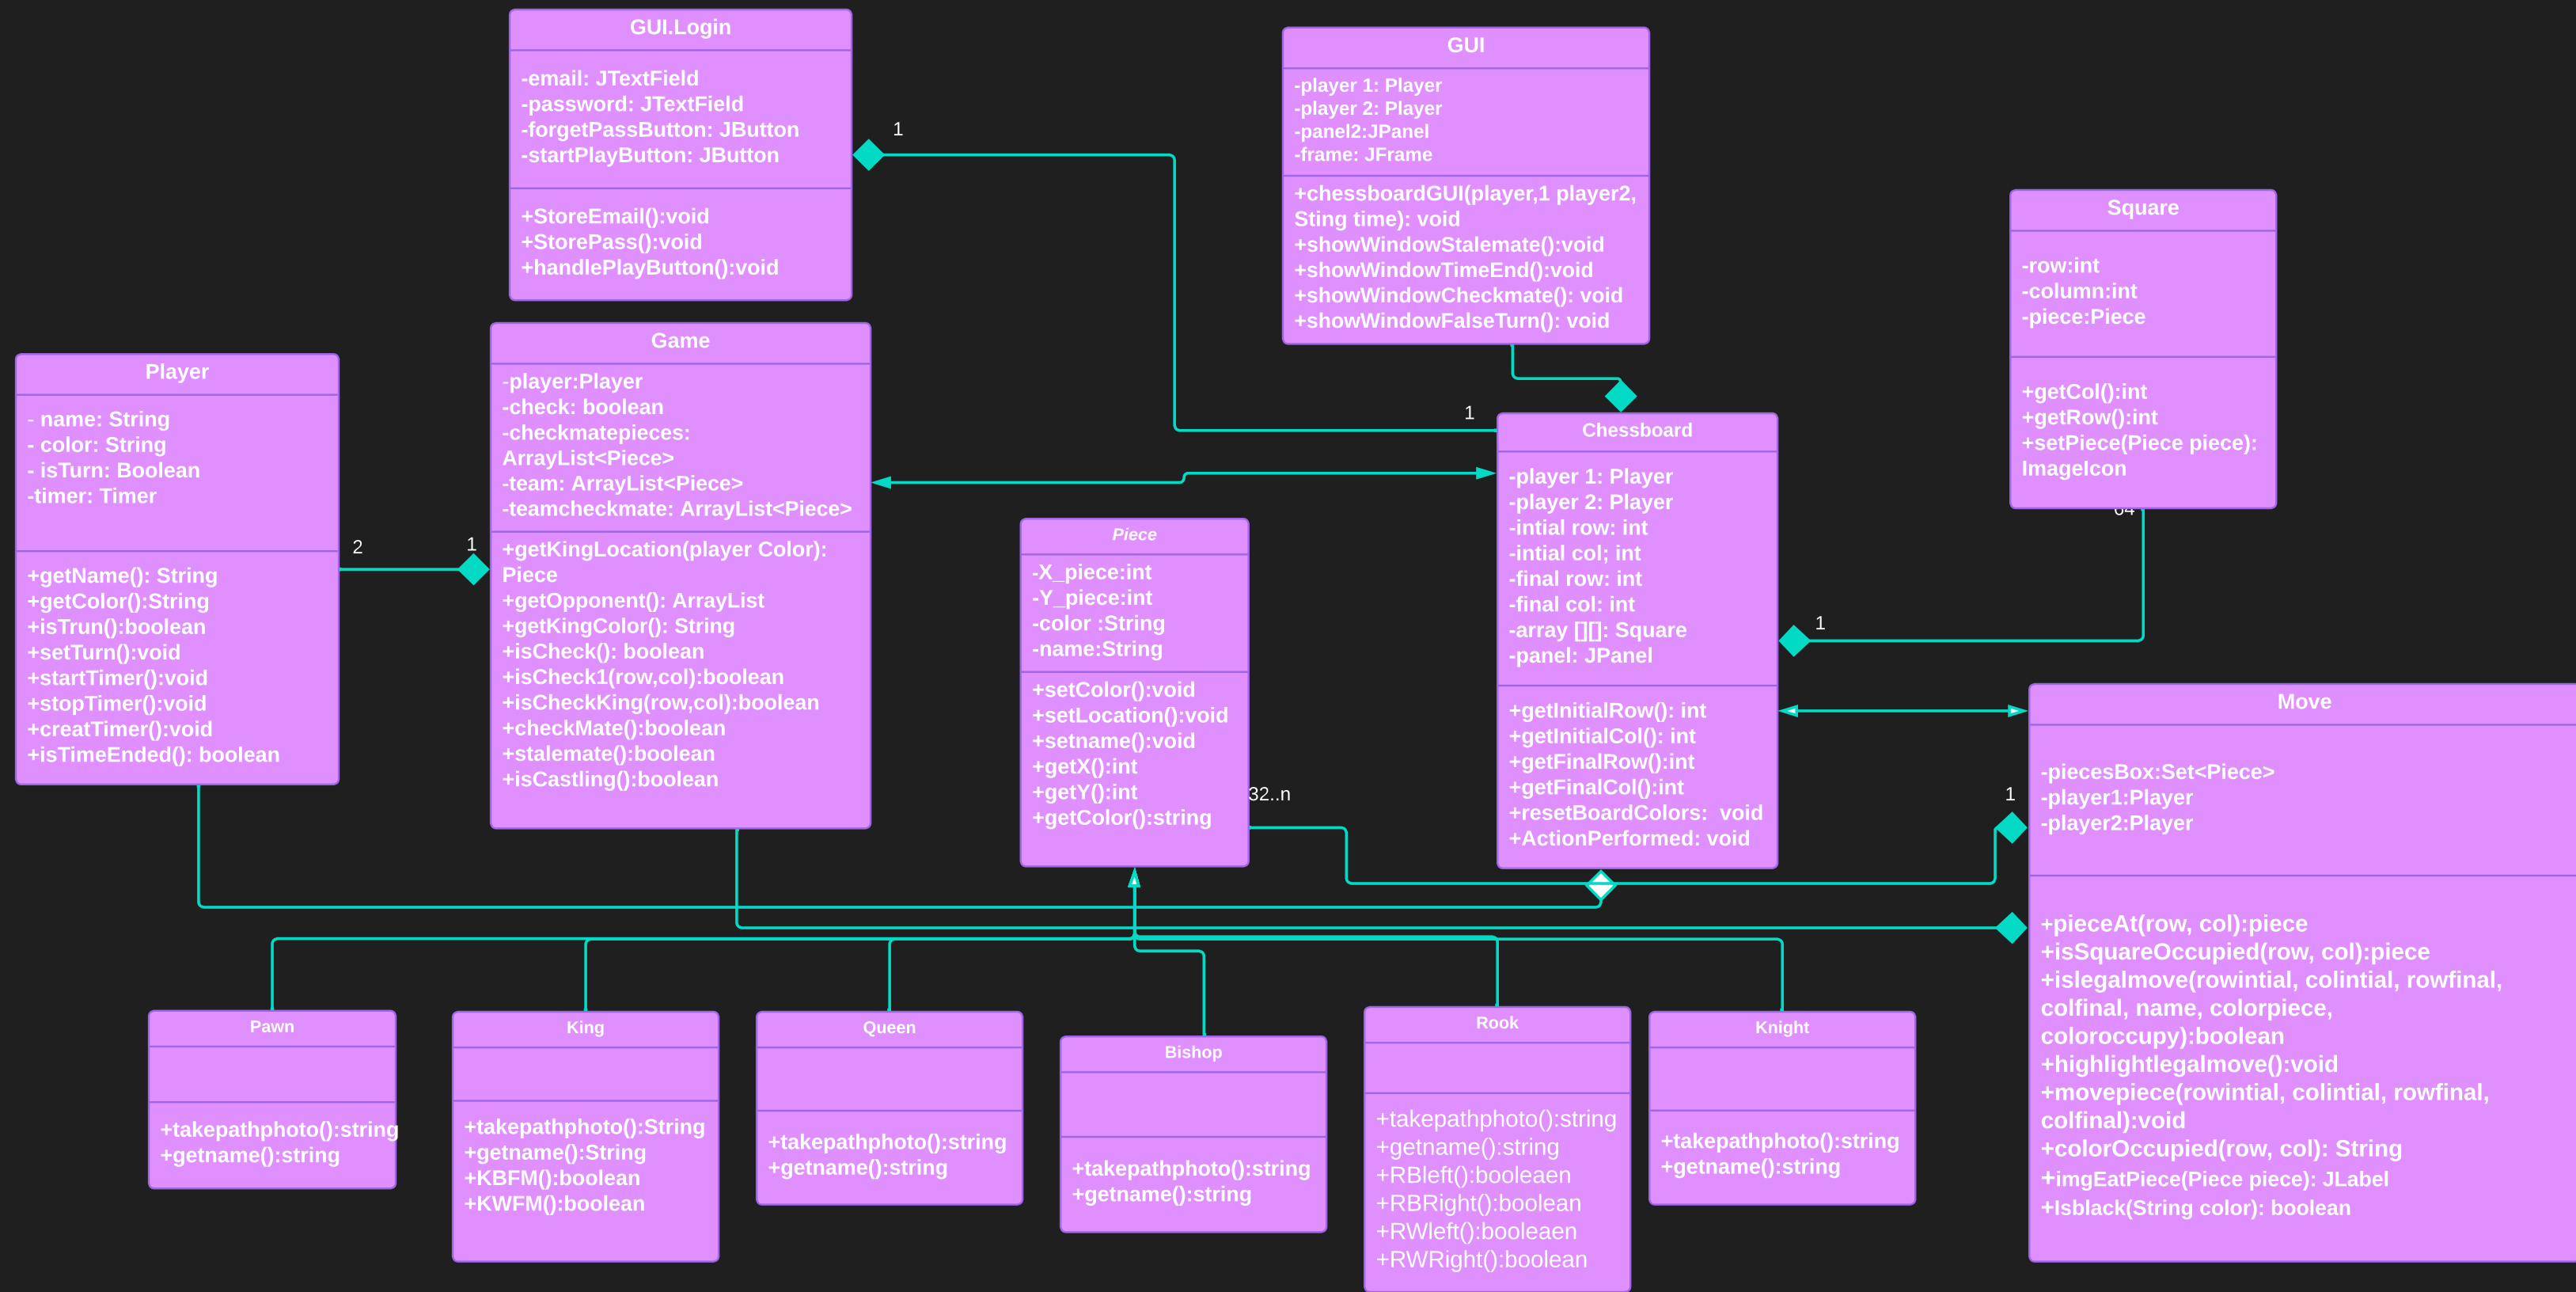 GUI.Login
-email: JTextField
-password: JTextField
-forgetPassButton: JButton
-startPlayButton: JButton
+StoreEmail():void
+StorePass():void
+handlePlayButton():void
1
GUI
-player 1: Player
-player 2: Player
-panel2:JPanel
-frame: JFrame
+chessboardGUI(player,1 player2,
Sting time): void
+showWindowStalemate():void
+showWindowTimeEnd():void
+showWindowCheckmate(): void
+showWindowFalseTurn(): void
Square
-row:int
-column:int
-piece:Piece
+getCol():int
+getRow():int
+setPiece(Piece piece):
ImageIcon
64
Player
- name: String
- color: String
- isTurn: Boolean
-timer: Timer
+getName(): String
+getColor():String
+isTrun():boolean
+setTurn():void
+startTimer():void
+stopTimer():void
+creatTimer():void
+isTimeEnded(): boolean
2
1
Game
-player:Player
-check: boolean
-checkmatepieces:
ArrayList<Piece>
-team: ArrayList<Piece>
-teamcheckmate: ArrayList<Piece>
+getKingLocation(player Color):
Piece
+getOpponent(): ArrayList
+getKingColor(): String
+isCheck(): boolean
+isCheck1(row,col):boolean
+isCheckKing(row,col):boolean
+checkMate():boolean
+stalemate():boolean
+isCastling():boolean
Piece
-X_piece:int
-Y_piece:int
-color :String
-name:String
+setColor():void
+setLocation():void
+setname():void
+getX():int
+getY():int
+getColor():string
32..n
1
Chessboard
-player 1: Player
-player 2: Player
-intial row: int
-intial col; int
-final row: int
-final col: int
-array [][]: Square
-panel: JPanel
+getInitialRow(): int
+getInitialCol(): int
+getFinalRow():int
+getFinalCol():int
+resetBoardColors:  void
+ActionPerformed: void
1
1
Move
-piecesBox:Set<Piece>
-player1:Player
-player2:Player
+pieceAt(row, col):piece
+isSquareOccupied(row, col):piece
+islegalmove(rowintial, colintial, rowfinal,
colfinal, name, colorpiece,
coloroccupy):boolean
+highlightlegalmove():void
+movepiece(rowintial, colintial, rowfinal,
colfinal):void
+colorOccupied(row, col): String
+imgEatPiece(Piece piece): JLabel
+Isblack(String color): boolean
Pawn
+takepathphoto():string
+getname():string
King
+takepathphoto():String
+getname():String
+KBFM():boolean
+KWFM():boolean
Queen
+takepathphoto():string
+getname():string
Bishop
+takepathphoto():string
+getname():string
Rook
+takepathphoto():string
+getname():string
+RBleft():booleaen
+RBRight():boolean
+RWleft():booleaen
+RWRight():boolean
Knight
+takepathphoto():string
+getname():string